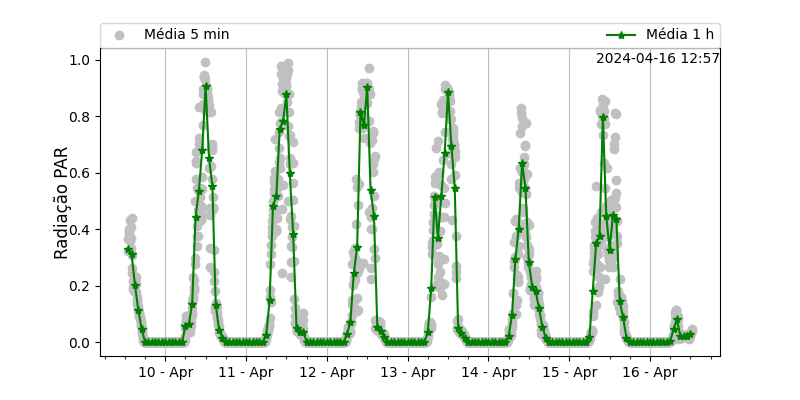 Média 5 min
Média 1 h
2024-04-16 12:57
Radiação PAR
1.0
0.8
0.6
0.4
0.2
0.0
10 - Apr
11 - Apr
12 - Apr
13 - Apr
14 - Apr
15 - Apr
16 - Apr